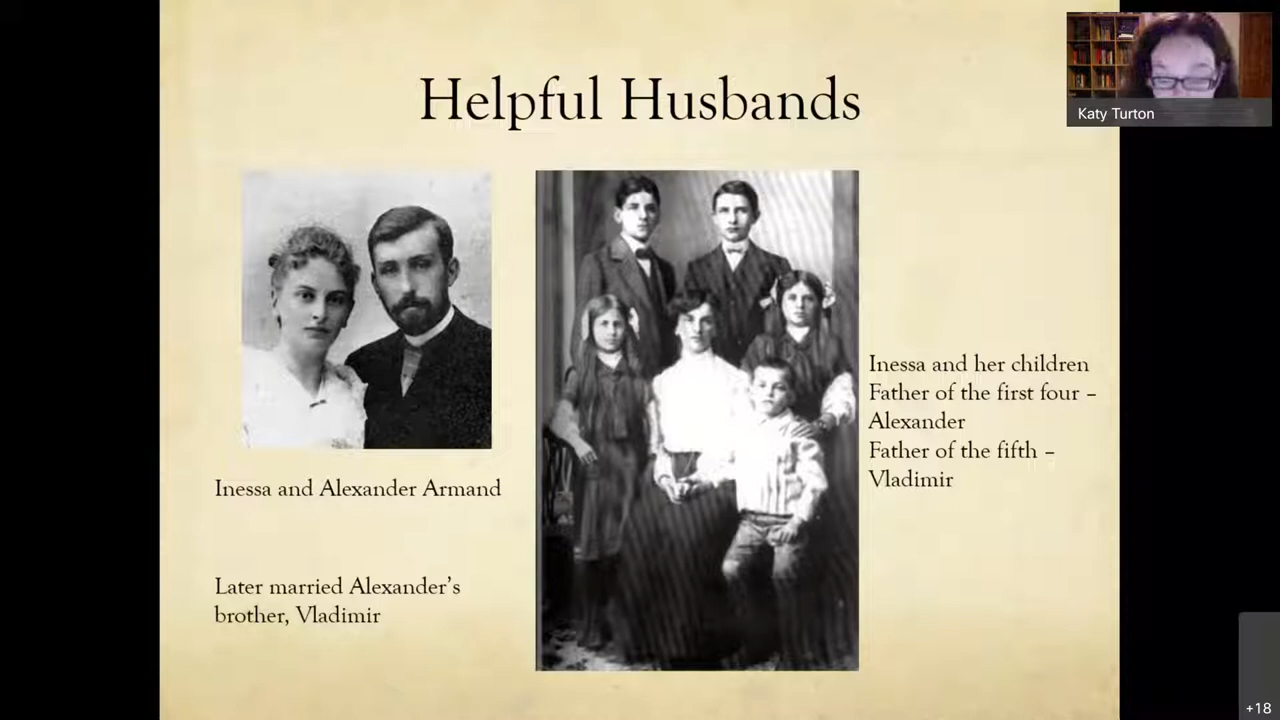 Helpful Husbands
Katy Turton
Inessa and her children
Father of the first four –
Alexander
Father of the fifth –
Vladimir
Inessa and Alexander Armand
Later married Alexander’s
brother, Vladimir
+18